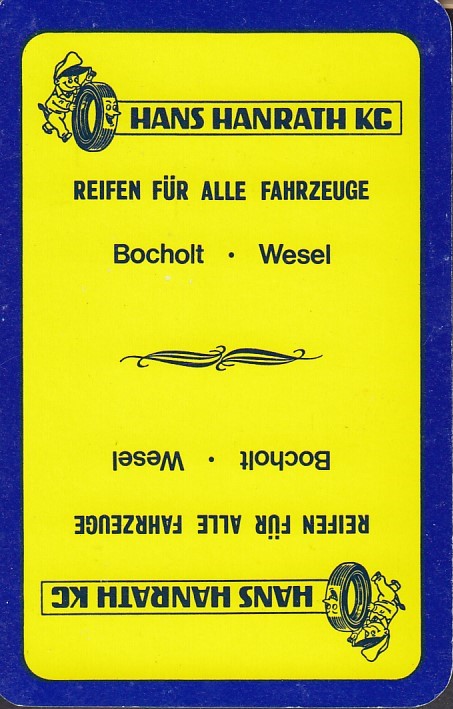 HANS HANRATH KG
REIFEN FÜR ALLE FAHRZEUGE
Bocholt · Wesel
Bocholt · Wesel
REIFEN FÜR ALLE FAHRZEUGE
HANS HANRATH KG